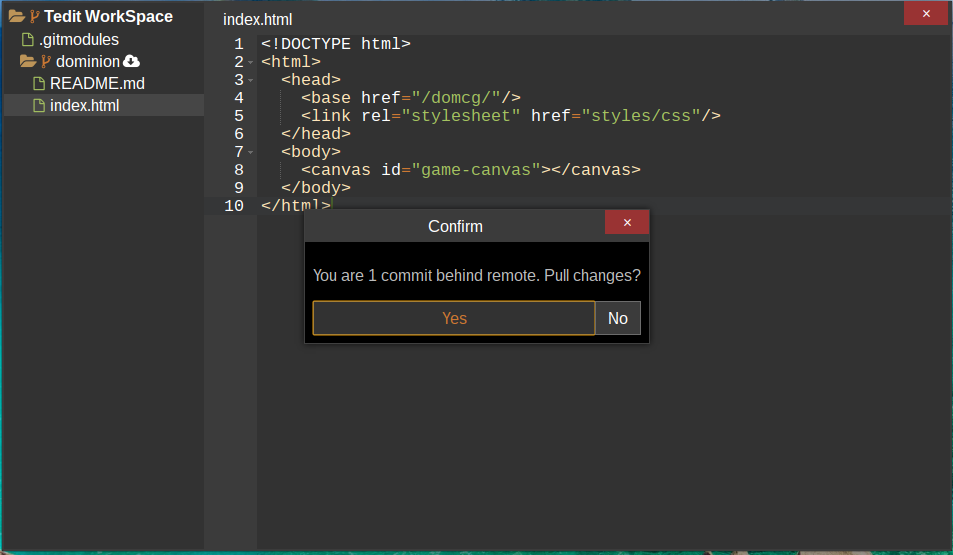 Tedit WorkSpace
.gitmodules
dominion
README.md
index.html
index.html
×
1 <!DOCTYPE html>
2 <html>
3   <head>
4     <base href="/domcg/"/>
5     <link rel="stylesheet" href="styles/css"/>
6   </head>
7   <body>
8     <canvas id="game-canvas"></canvas>
9   </body>
10 </html>
Confirm ×
You are 1 commit behind remote. Pull changes?
Yes No